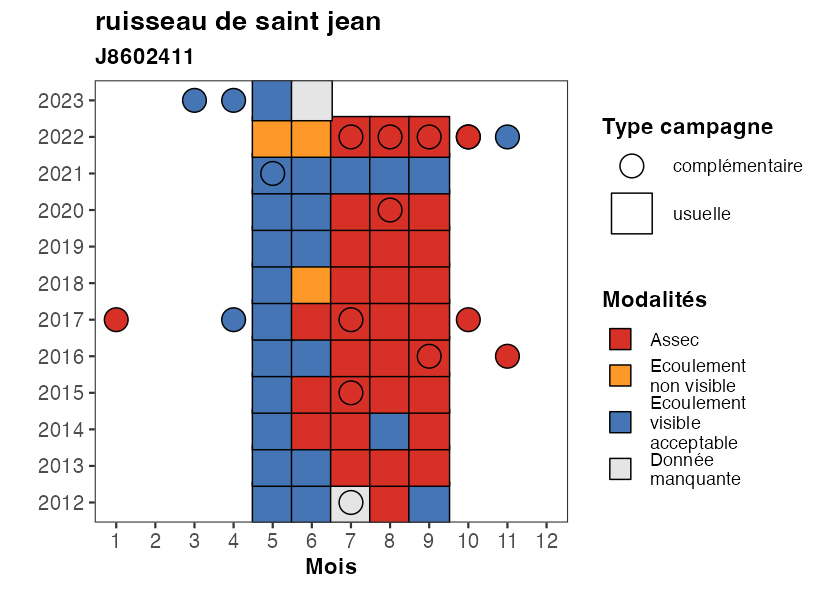 ruisseau de saint jean
J8602411
2023
2022
2021
2020
2019
2018
2017
2016
2015
2014
2013
2012
1 2 3 4 5 6 7 8 9 10 11 12
Mois
Type campagne
complémentaire
usuelle
Modalités
Assec
Ecoulement
non visible
Ecoulement
visible
acceptable
Donnée
manquante